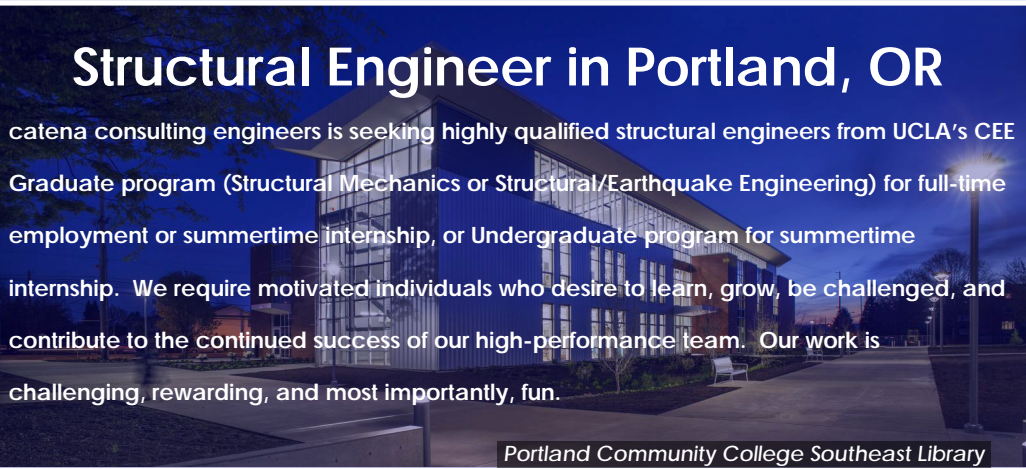 Structural Engineer in Portland, OR
catena consulting engineers is seeking highly qualified structural engineers from UCLA's CEE
Graduate program (Structural Mechanics or Structural/Earthquake Engineering) for full-time
employment or summertime internship, or Undergraduate program for summertime
internship.  We require motivated individuals who desire to learn, grow, be challenged, and
contribute to the continued success of our high-performance team.  Our work is
challenging, rewarding, and most importantly, fun.
Portland Community College Southeast Library